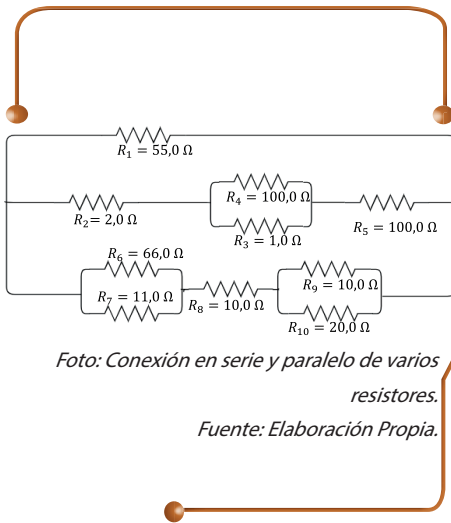 R₁ = 55,0 Ω
R₄ = 100,0 Ω
R₂= 2,0 Ω
R₃ = 1,0 Ω
R₅ = 100,0 Ω
R₆ = 66,0 Ω
R₇ = 11,0 Ω
R₈ = 10,0 Ω
R₉ = 10,0 Ω
R₁₀ = 20,0 Ω
Foto: Conexión en serie y paralelo de varios
resistores.
Fuente: Elaboración Propia.